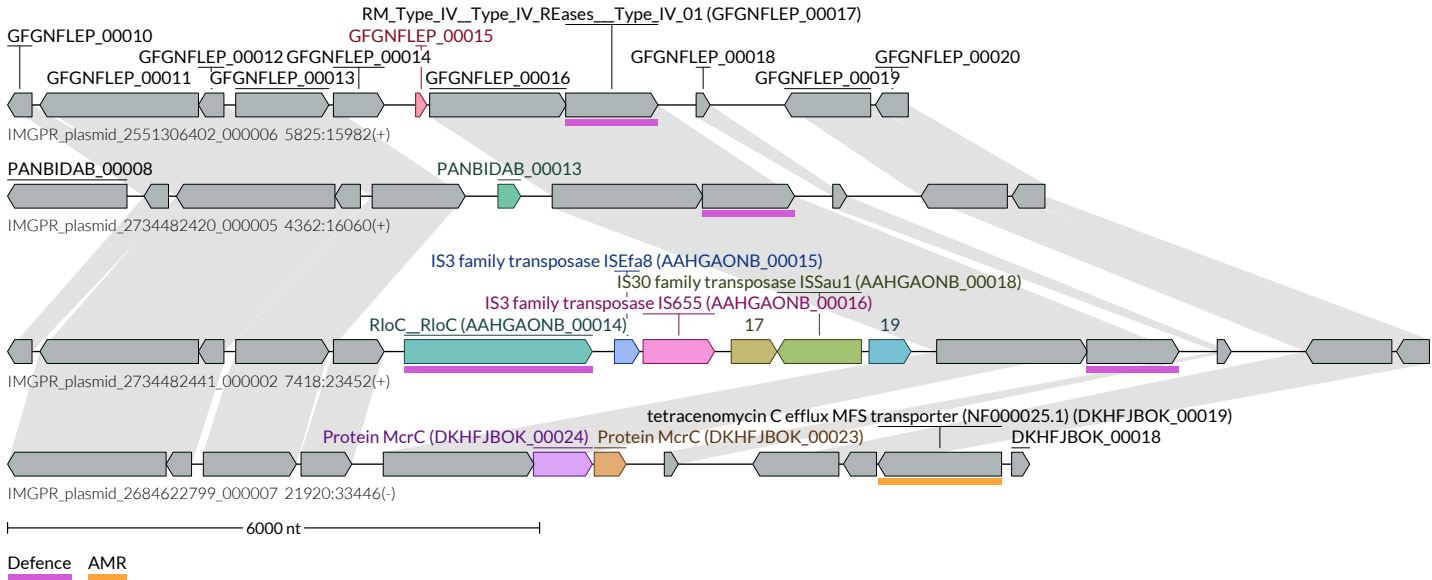 RM_Type_IV__Type_IV_REases___Type_IV_01 (GFGNFLEP_00017)
GFGNFLEP_00010 GFGNFLEP_00015
GFGNFLEP_00012 GFGNFLEP_00014 GFGNFLEP_00018 GFGNFLEP_00020
GFGNFLEP_00011 GFGNFLEP_00013 GFGNFLEP_00016 GFGNFLEP_00019
IMGPR_plasmid_2551306402_000006 5825:15982(+)
PANBIDAB_00008 PANBIDAB_00013
IMGPR_plasmid_2734482420_000005 4362:16060(+)
IS3 family transposase ISEfa8 (AAHGAONB_00015)
IS30 family transposase ISSau1 (AAHGAONB_00018)
IS3 family transposase IS655 (AAHGAONB_00016)
RloC__RloC (AAHGAONB_00014) 17 19
IMGPR_plasmid_2734482441_000002 7418:23452(+)
tetracenomycin C efflux MFS transporter (NF000025.1) (DKHFJBOK_00019)
Protein McrC (DKHFJBOK_00024) Protein McrC (DKHFJBOK_00023) DKHFJBOK_00018
IMGPR_plasmid_2684622799_000007 21920:33446(-)
6000 nt
Defence AMR